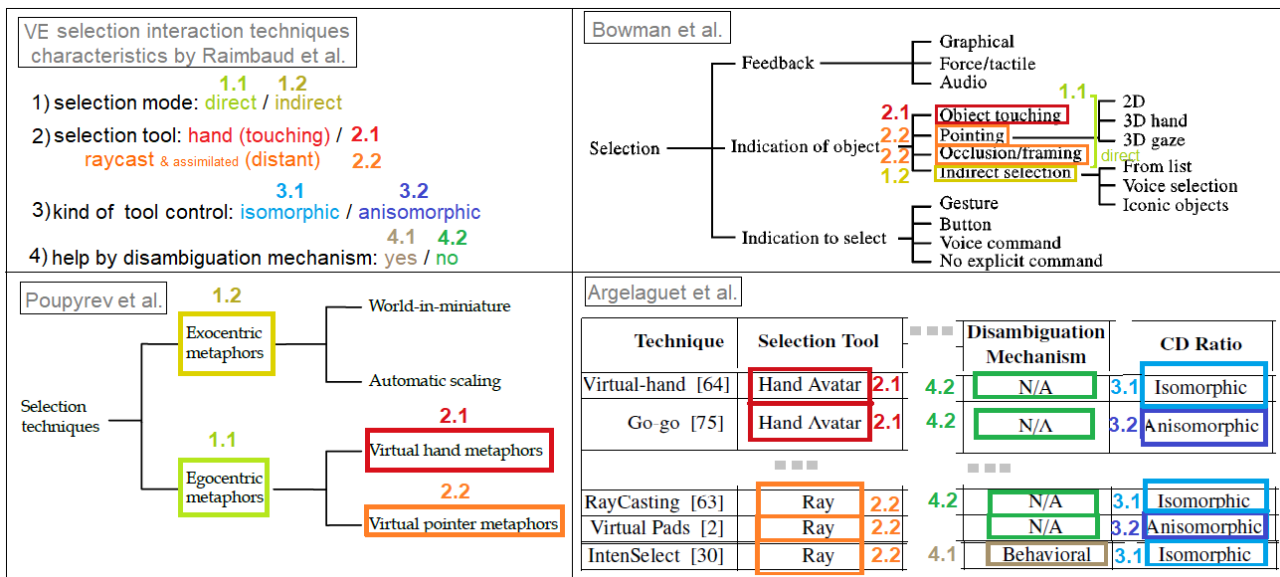 VE selection interaction techniques
characteristics by Raimbaud et al.
1.1 1.2
1) selection mode: direct / indirect
2) selection tool: hand (touching) / 2.1
raycast & assimilated (distant) 2.2
3.1 3.2
3) kind of tool control: isomorphic / anisomorphic
4.1 4.2
4) help by disambiguation mechanism: yes / no
Bowman et al.
Selection
Feedback
Graphical
Force/tactile
Audio
Indication of object
2.1 Object touching
2.2 Pointing
2.2 Occlusion/framing
1.2 Indirect selection
1.1
direct
2D
3D hand
3D gaze
From list
Voice selection
Iconic objects
Indication to select
Gesture
Button
Voice command
No explicit command
Poupyrev et al.
Selection
techniques
1.2
Exocentric
metaphors
World-in-miniature
Automatic scaling
1.1
Egocentric
metaphors
2.1
Virtual hand metaphors
2.2
Virtual pointer metaphors
Argelaguet et al.
Technique Selection Tool Disambiguation Mechanism CD Ratio
Virtual-hand [64] Hand Avatar 2.1 4.2 N/A 3.1 Isomorphic
Go-go [75] Hand Avatar 2.1 4.2 N/A 3.2 Anisomorphic
RayCasting [63] Ray 2.2 4.2 N/A 3.1 Isomorphic
Virtual Pads [2] Ray 2.2 N/A 3.2 Anisomorphic
IntenSelect [30] Ray 2.2 4.1 Behavioral 3.1 Isomorphic